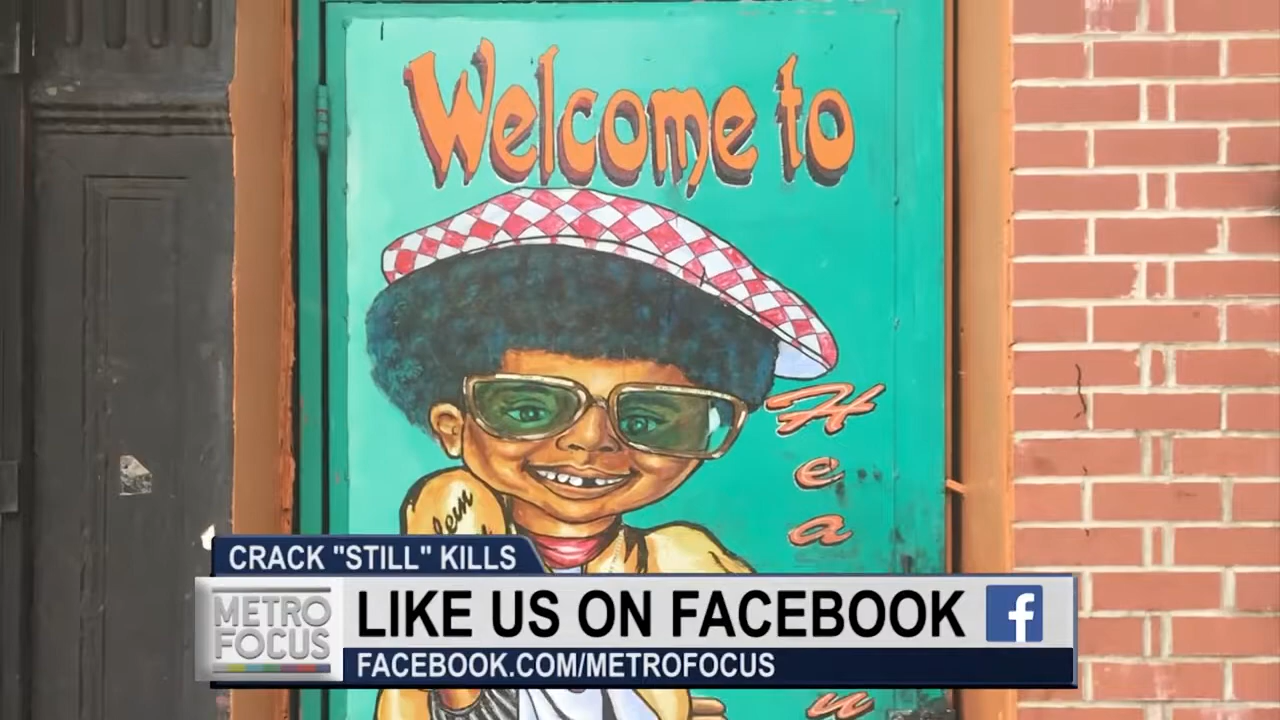 Welcome to
H
e
a
CRACK "STILL" KILLS
METRO
FOCUS
LIKE US ON FACEBOOK
f
FACEBOOK.COM/METROFOCUS